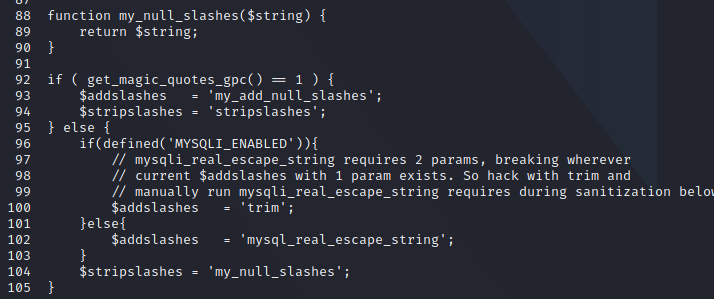 88 function my_null_slashes($string) {
89     return $string;
90 }
91
92 if ( get_magic_quotes_gpc() == 1 ) {
93     $addslashes   = 'my_add_null_slashes';
94     $stripslashes = 'stripslashes';
95 } else {
96     if(defined('MYSQLI_ENABLED')){
97         // mysqli_real_escape_string requires 2 params, breaking wherever
98         // current $addslashes with 1 param exists. So hack with trim and
99         // manually run mysqli_real_escape_string requires during sanitization below
100         $addslashes   = 'trim';
101     }else{
102         $addslashes   = 'mysql_real_escape_string';
103     }
104     $stripslashes = 'my_null_slashes';
105 }